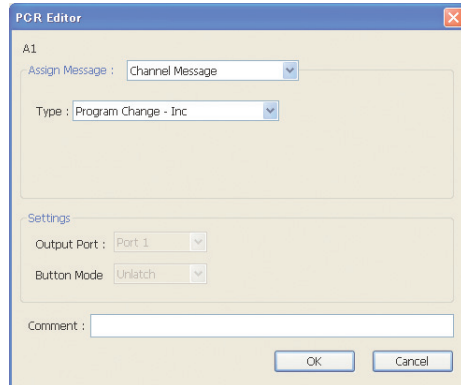 PCR Editor
A1
Assign Message : Channel Message
Type : Program Change - Inc
Settings
Output Port : Port 1
Button Mode Unlatch
Comment :
OK Cancel